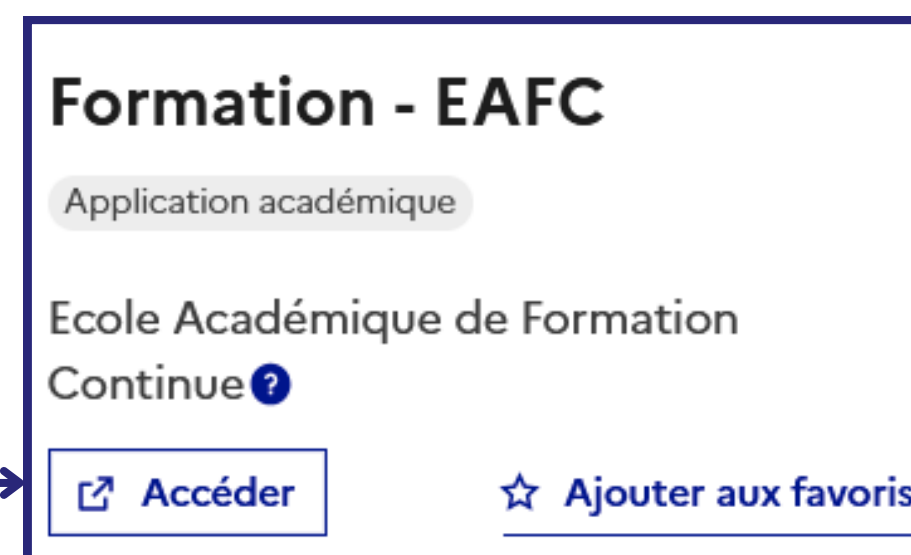 Formation - EAFC
Application académique
Ecole Académique de Formation
Continue ?
Accéder
Ajouter aux favoris